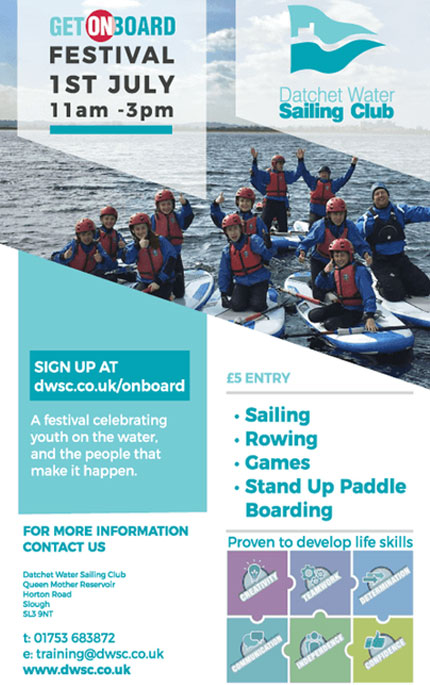 GETONBOARD
FESTIVAL
1ST JULY
11am -3pm
Datchet Water
Sailing Club
SIGN UP AT
dwsc.co.uk/onboard
A festival celebrating
youth on the water,
and the people that
make it happen.
£5 ENTRY
• Sailing
• Rowing
• Games
• Stand Up Paddle
Boarding
FOR MORE INFORMATION
CONTACT US
Datchet Water Sailing Club
Queen Mother Reservoir
Horton Road
Slough
SL3 9NT
t: 01753 683872
e: training@dwsc.co.uk
www.dwsc.co.uk
Proven to develop life skills
CREATIVITY
TEAMWORK
DETERMINATION
COMMUNICATION
INDEPENDENCE
CONFIDENCE